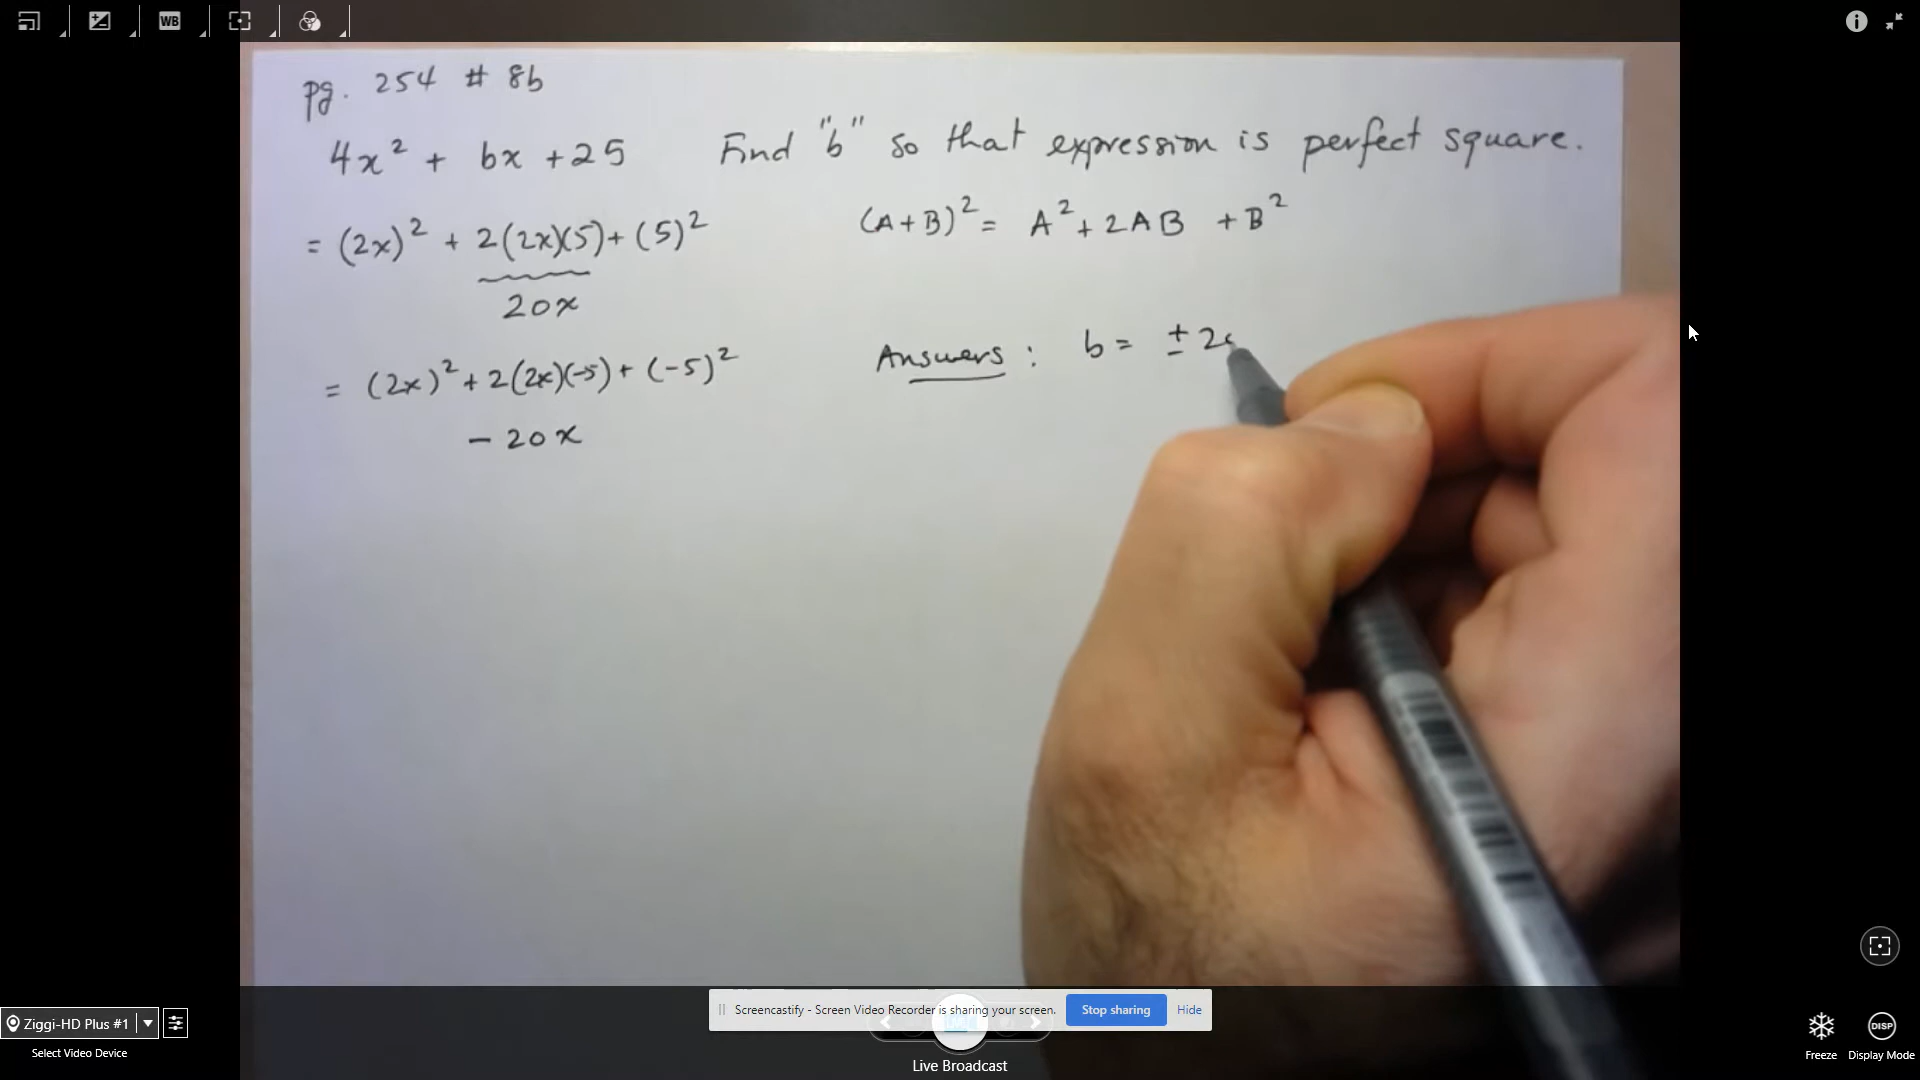 WB
pg. 254 # 8b
4x² + bx + 25 Find "b" so that expression is perfect square.
= (2x)² + 2(2x)(5) + (5)² (A+B)² = A² + 2AB + B²
20x
Answers : b = ± 2
= (2x)² + 2(2x)(-5) + (-5)²
- 20x
Screencastify - Screen Video Recorder is sharing your screen. Stop sharing Hide
Ziggi-HD Plus #1
Select Video Device
Live Broadcast
Freeze
DISP
Display Mode